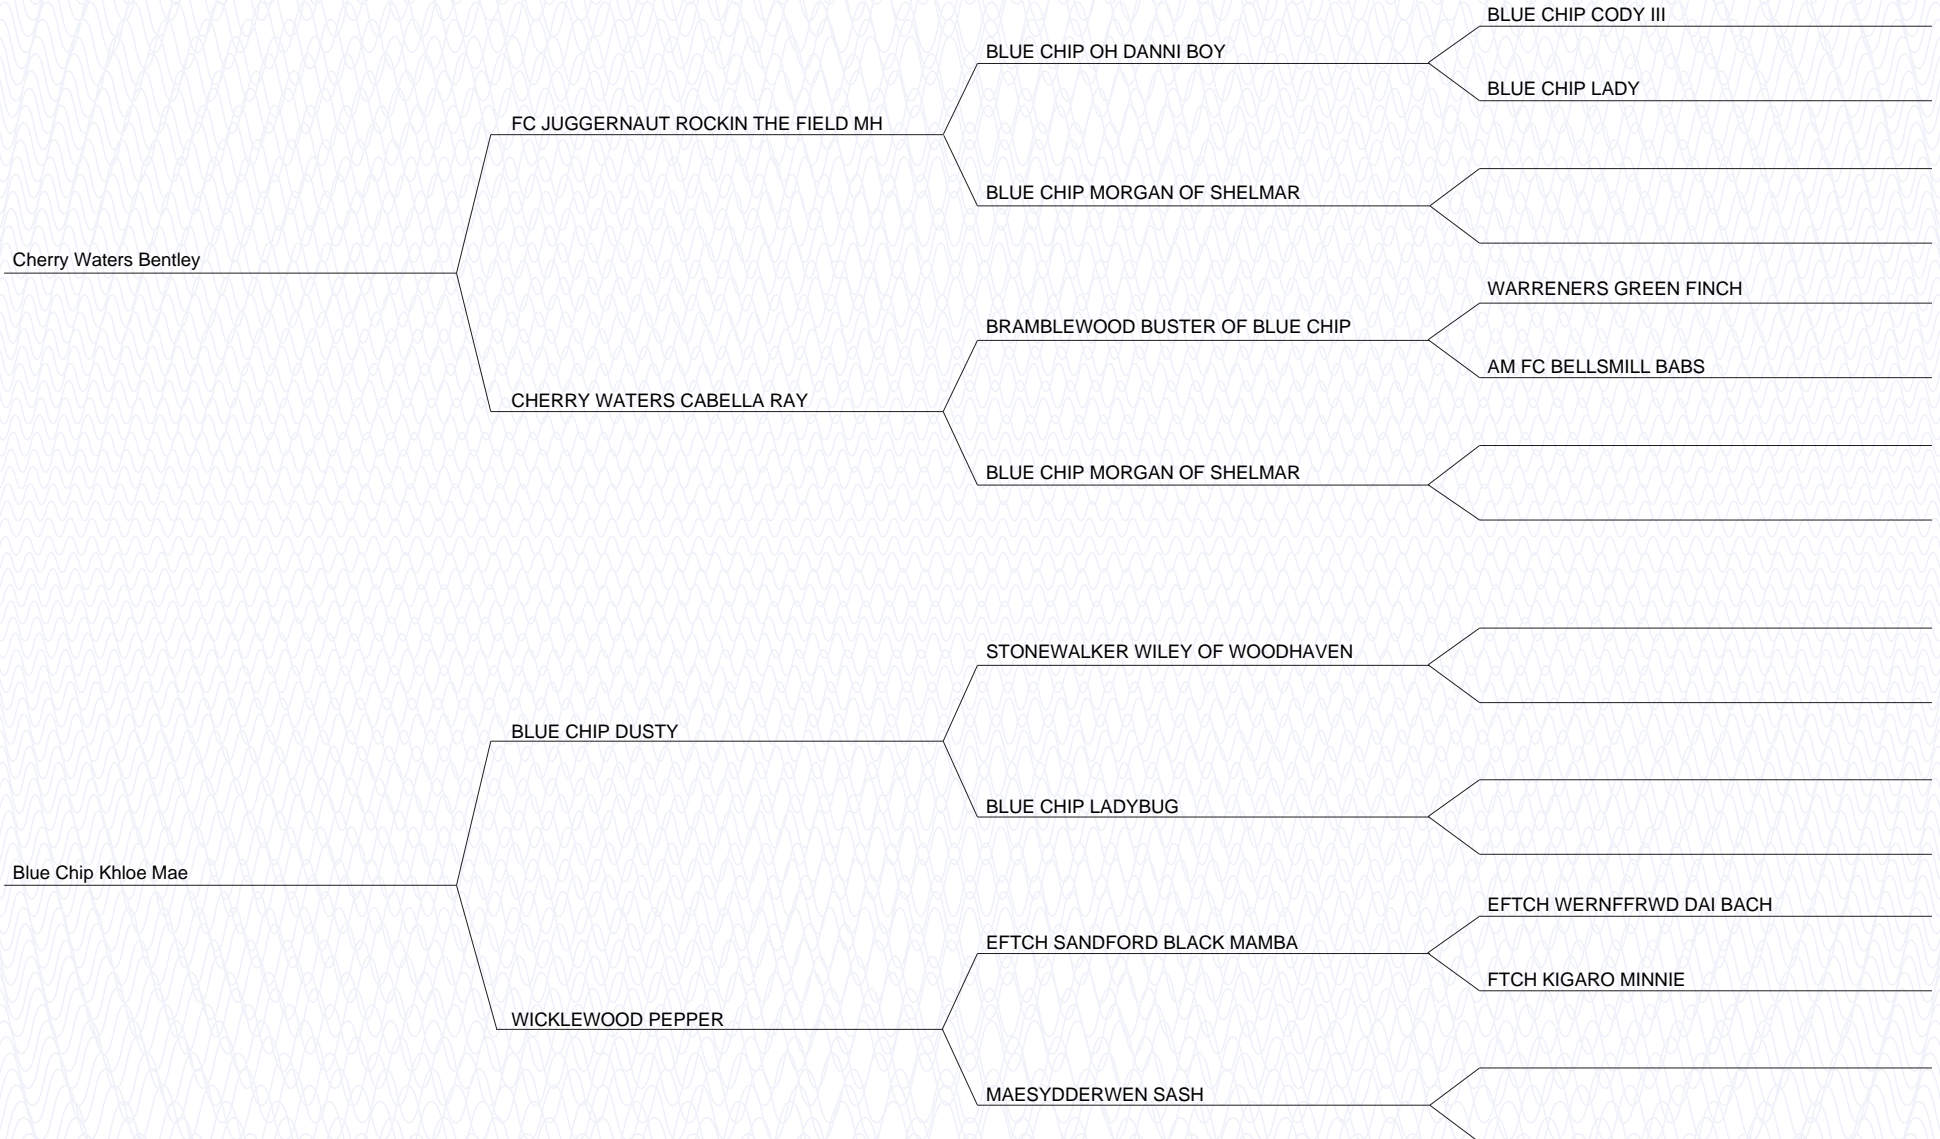 BLUE CHIP CODY III
BLUE CHIP OH DANNI BOY
BLUE CHIP LADY
FC JUGGERNAUT ROCKIN THE FIELD MH
BLUE CHIP MORGAN OF SHELMAR
Cherry Waters Bentley
WARRENERS GREEN FINCH
BRAMBLEWOOD BUSTER OF BLUE CHIP
AM FC BELLSMILL BABS
CHERRY WATERS CABELLA RAY
BLUE CHIP MORGAN OF SHELMAR
STONEWALKER WILEY OF WOODHAVEN
BLUE CHIP DUSTY
BLUE CHIP LADYBUG
Blue Chip Khloe Mae
EFTCH WERNFFRWD DAI BACH
EFTCH SANDFORD BLACK MAMBA
FTCH KIGARO MINNIE
WICKLEWOOD PEPPER
MAESYDDERWEN SASH